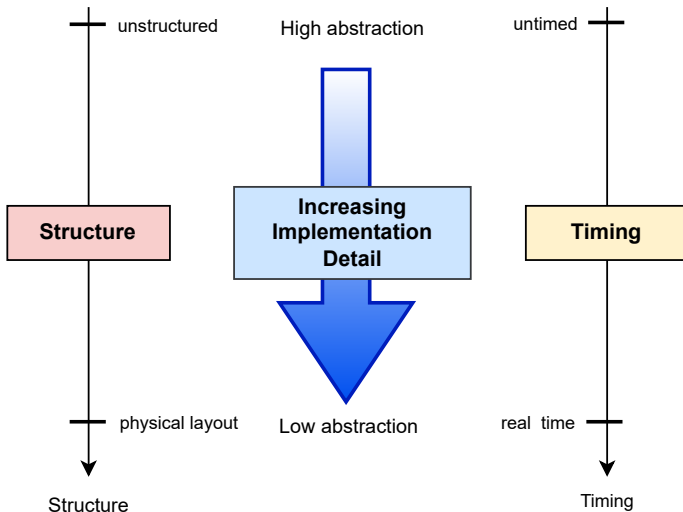 unstructured
High abstraction
untimed
Structure
Increasing
Implementation
Detail
Timing
physical layout
Low abstraction
real time
Structure
Timing